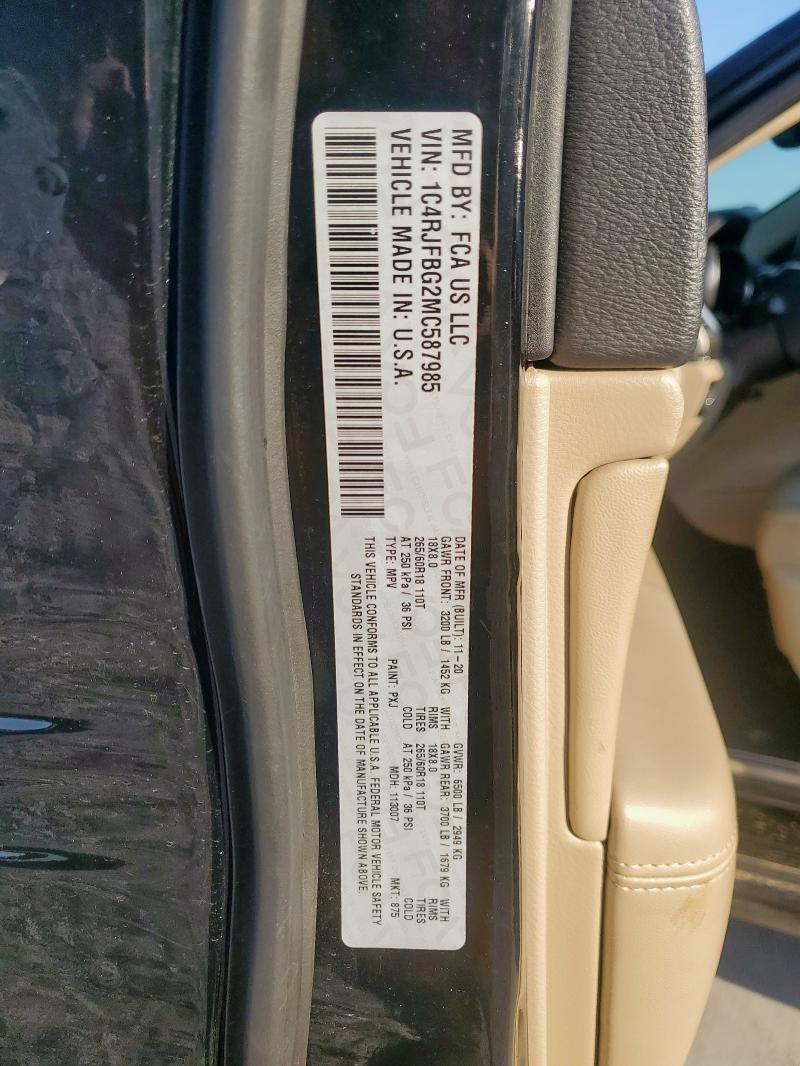 MFD BY: FCA US LLC
VIN: 1C4RJFBG2MC587985
VEHICLE MADE IN: U.S.A.
DATE OF MFR (BUILT): 11-20 GVWR: 6500 LB / 2949 KG
GAWR FRONT: 3200 LB / 1452 KG WITH GAWR REAR: 3700 LB / 1679 KG WITH
18X8.0 RIMS 18X8.0 RIMS
265/60R18 110T TIRES 265/60R18 110T TIRES
AT 250 kPa / 36 PSI COLD AT 250 kPa / 36 PSI COLD
TYPE: MPV PAINT: PXJ MDH: 113007 MKT: 875
THIS VEHICLE CONFORMS TO ALL APPLICABLE U.S.A. FEDERAL MOTOR VEHICLE SAFETY
STANDARDS IN EFFECT ON THE DATE OF MANUFACTURE SHOWN ABOVE